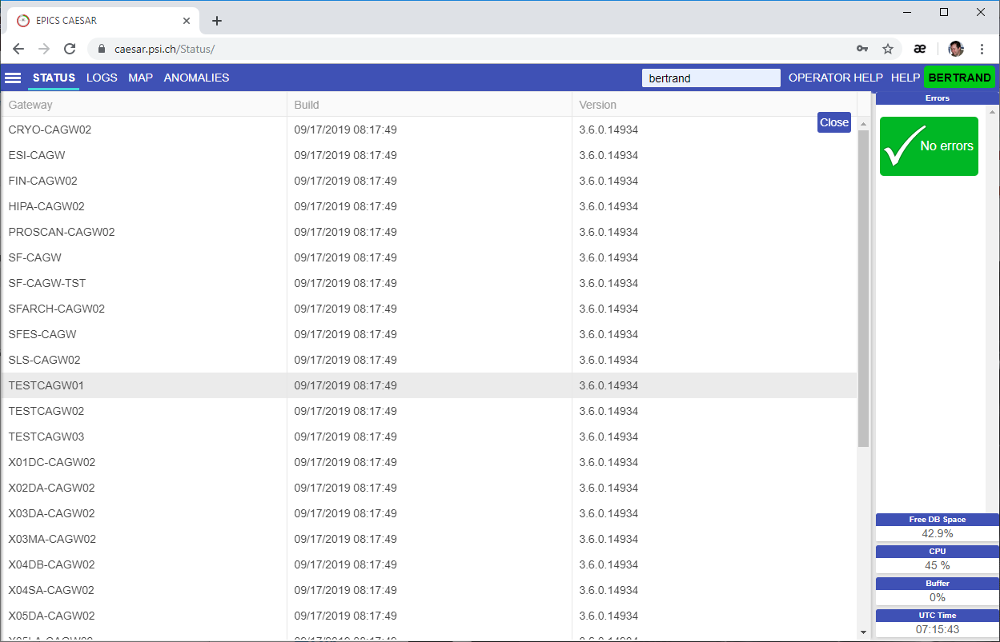 EPICS CAESAR
caesar.psi.ch/Status/
æ
STATUS LOGS MAP ANOMALIES bertrand OPERATOR HELP HELP BERTRAND
Gateway Build Version Errors
Close
CRYO-CAGW02 09/17/2019 08:17:49 3.6.0.14934
No errors
ESI-CAGW 09/17/2019 08:17:49 3.6.0.14934
FIN-CAGW02 09/17/2019 08:17:49 3.6.0.14934
HIPA-CAGW02 09/17/2019 08:17:49 3.6.0.14934
PROSCAN-CAGW02 09/17/2019 08:17:49 3.6.0.14934
SF-CAGW 09/17/2019 08:17:49 3.6.0.14934
SF-CAGW-TST 09/17/2019 08:17:49 3.6.0.14934
SFARCH-CAGW02 09/17/2019 08:17:49 3.6.0.14934
SFES-CAGW 09/17/2019 08:17:49 3.6.0.14934
SLS-CAGW02 09/17/2019 08:17:49 3.6.0.14934
TESTCAGW01 09/17/2019 08:17:49 3.6.0.14934
TESTCAGW02 09/17/2019 08:17:49 3.6.0.14934
TESTCAGW03 09/17/2019 08:17:49 3.6.0.14934
X01DC-CAGW02 09/17/2019 08:17:49 3.6.0.14934
X02DA-CAGW02 09/17/2019 08:17:49 3.6.0.14934
X03DA-CAGW02 09/17/2019 08:17:49 3.6.0.14934
X03MA-CAGW02 09/17/2019 08:17:49 3.6.0.14934
X04DB-CAGW02 09/17/2019 08:17:49 3.6.0.14934
X04SA-CAGW02 09/17/2019 08:17:49 3.6.0.14934
X05DA-CAGW02 09/17/2019 08:17:49 3.6.0.14934
Free DB Space
42.9%
CPU
45 %
Buffer
0%
UTC Time
07:15:43